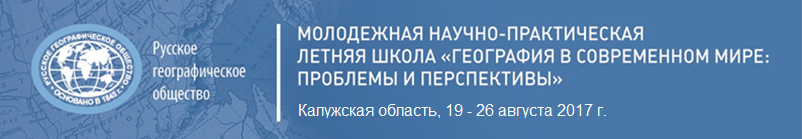 РУССКОЕ ГЕОГРАФИЧЕСКОЕ ОБЩЕСТВО
ОСНОВАНО В 1845 г.
Русское
географическое
общество
МОЛОДЕЖНАЯ НАУЧНО-ПРАКТИЧЕСКАЯ
ЛЕТНЯЯ ШКОЛА «ГЕОГРАФИЯ В СОВРЕМЕННОМ МИРЕ:
ПРОБЛЕМЫ И ПЕРСПЕКТИВЫ»
Калужская область, 19 - 26 августа 2017 г.